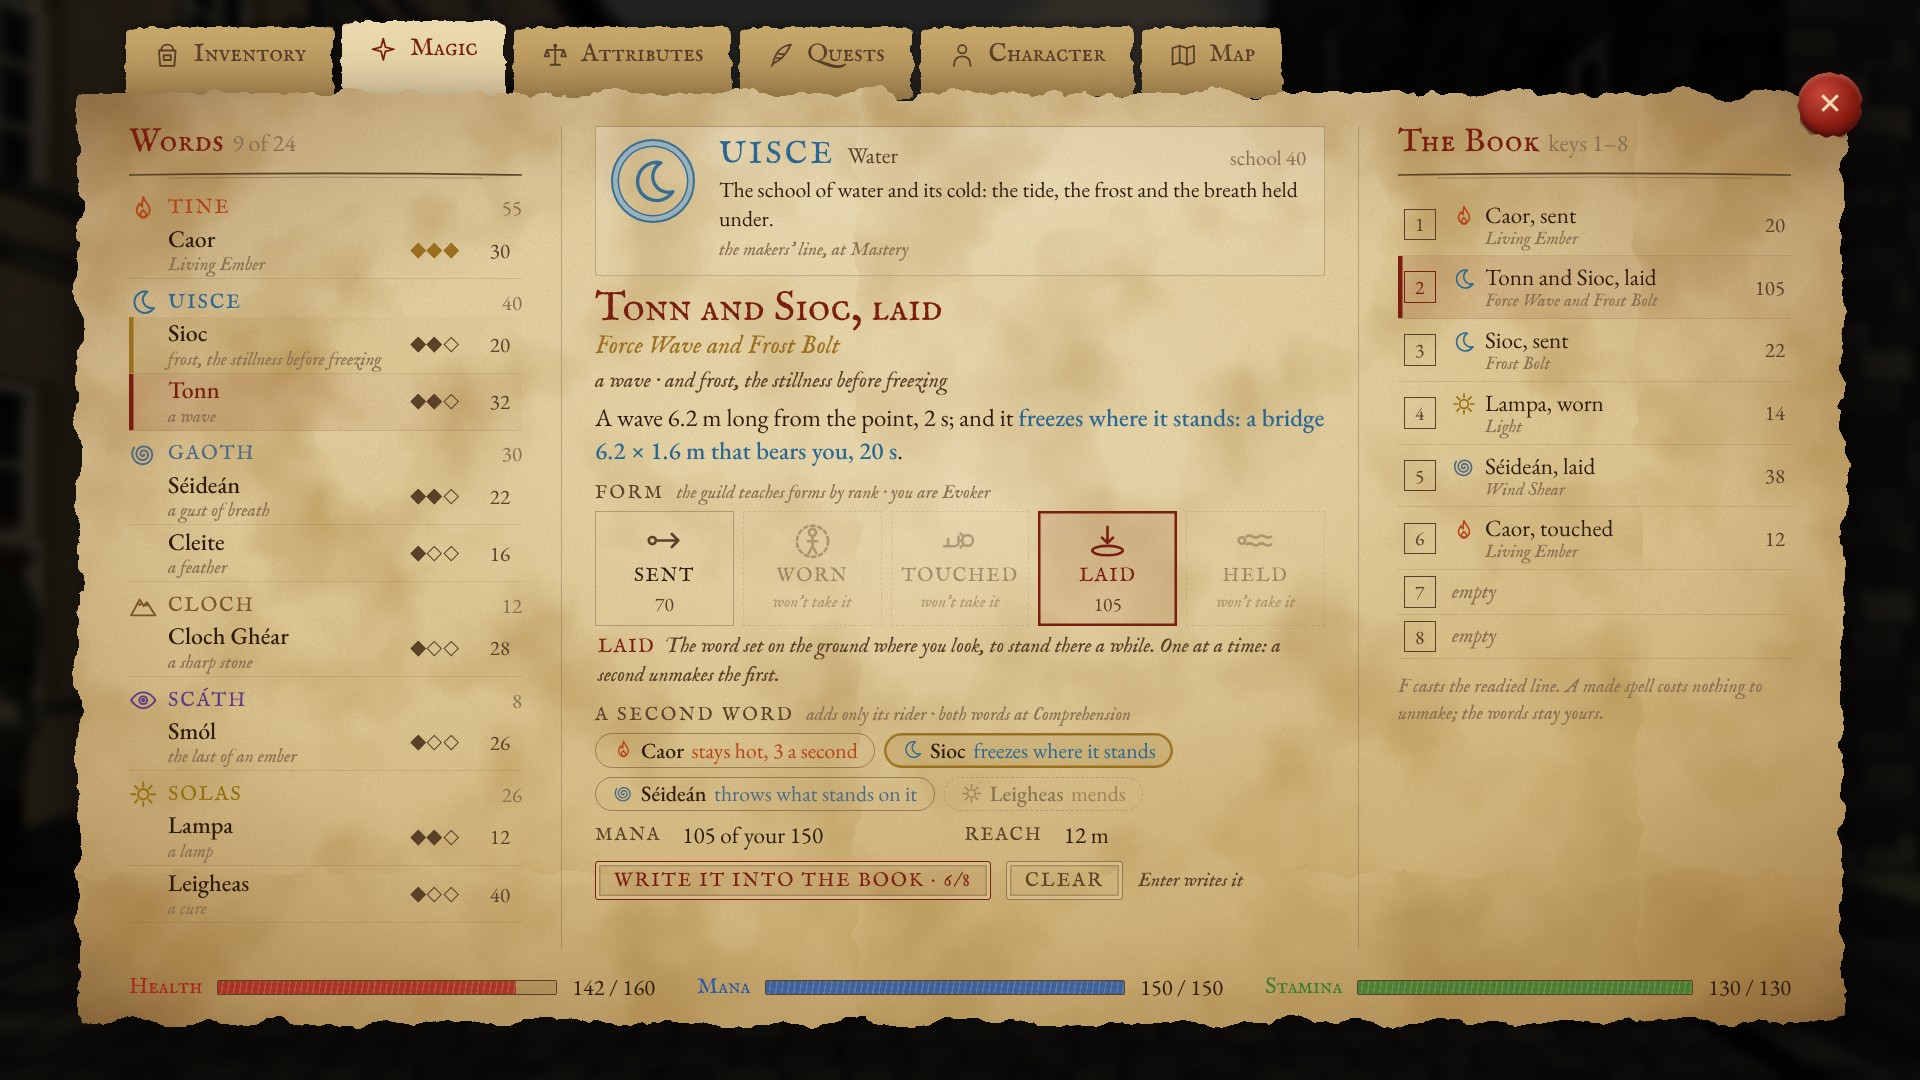 Inventory
Magic
Attributes
Quests
Character
Map
Words 9 of 24
TINE 55
Caor 30
Living Ember
UISCE 40
Sioc 20
frost, the stillness before freezing
Tonn 32
a wave
GAOTH 30
Séideán 22
a gust of breath
Cleite 16
a feather
CLOCH 12
Cloch Ghéar 28
a sharp stone
SCÁTH 8
Smól 26
the last of an ember
SOLAS 26
Lampa 12
a lamp
Leigheas 40
a cure
UISCE Water school 40
The school of water and its cold: the tide, the frost and the breath held
under.
the makers’ line, at Mastery
Tonn and Sioc, laid
Force Wave and Frost Bolt
a wave · and frost, the stillness before freezing
A wave 6.2 m long from the point, 2 s; and it freezes where it stands: a bridge
6.2 × 1.6 m that bears you, 20 s.
FORM the guild teaches forms by rank · you are Evoker
SENT
70
WORN
won’t take it
TOUCHED
won’t take it
LAID
105
HELD
won’t take it
LAID The word set on the ground where you look, to stand there a while. One at a time: a
second unmakes the first.
A SECOND WORD adds only its rider · both words at Comprehension
Caor stays hot, 3 a second
Sioc freezes where it stands
Séideán throws what stands on it
Leigheas mends
MANA 105 of your 150 REACH 12 m
WRITE IT INTO THE BOOK · 6/8
CLEAR
Enter writes it
The Book keys 1–8
1 Caor, sent 20
Living Ember
2 Tonn and Sioc, laid 105
Force Wave and Frost Bolt
3 Sioc, sent 22
Frost Bolt
4 Lampa, worn 14
Light
5 Séideán, laid 38
Wind Shear
6 Caor, touched 12
Living Ember
7 empty
8 empty
F casts the readied line. A made spell costs nothing to
unmake; the words stay yours.
Health 142 / 160
Mana 150 / 150
Stamina 130 / 130